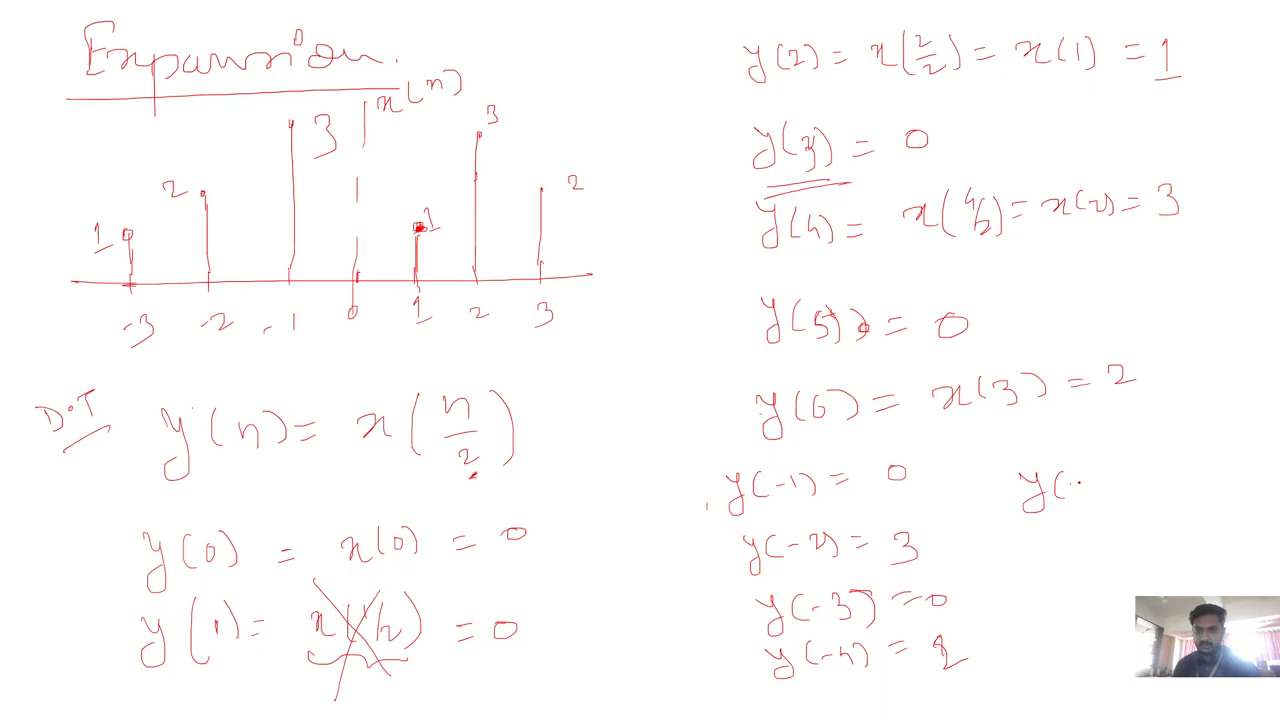 Expansion.
x(n)
3
3
2
2
1
1
-3 -2 -1 0 1 2 3
D.T
y(n) = x(n/2)
y(0) = x(0) = 0
y(1) = x(1/2) = 0
y(2) = x(2/2) = x(1) = 1
y(3) = 0
y(4) = x(4/2) = x(2) = 3
y(5) = 0
y(6) = x(3) = 2
y(-1) = 0
y(-2) = 3
y(-3) = 0
y(-4) = 2
y(-